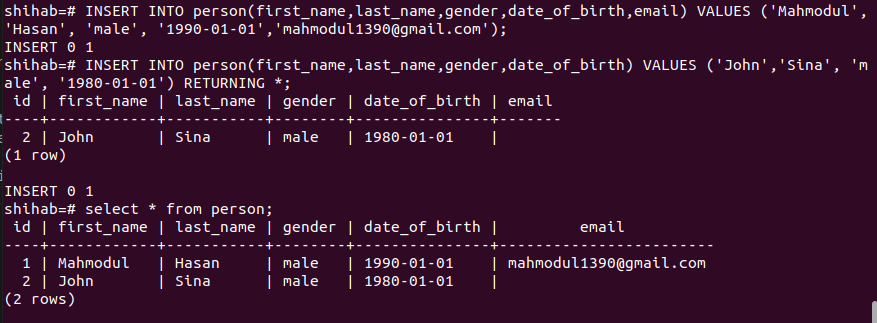 shihab=# INSERT INTO person(first_name,last_name,gender,date_of_birth,email) VALUES ('Mahmodul',
'Hasan', 'male', '1990-01-01','mahmodul1390@gmail.com');
INSERT 0 1
shihab=# INSERT INTO person(first_name,last_name,gender,date_of_birth) VALUES ('John','Sina', 'm
ale', '1980-01-01') RETURNING *;
 id | first_name | last_name | gender | date_of_birth | email
----+------------+-----------+--------+---------------+-------
  2 | John       | Sina      | male   | 1980-01-01    |
(1 row)

INSERT 0 1
shihab=# select * from person;
 id | first_name | last_name | gender | date_of_birth |         email
----+------------+-----------+--------+---------------+------------------------
  1 | Mahmodul   | Hasan     | male   | 1990-01-01    | mahmodul1390@gmail.com
  2 | John       | Sina      | male   | 1980-01-01    |
(2 rows)